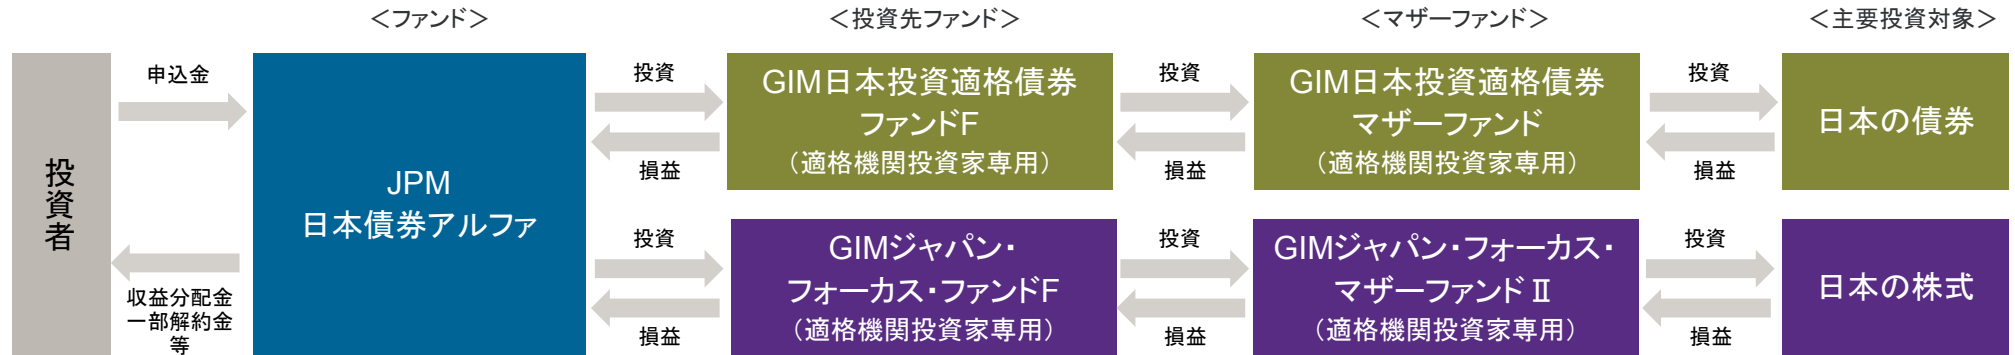 ＜ファンド＞
＜投資先ファンド＞
＜マザーファンド＞
＜主要投資対象＞
投資者
申込金
収益分配金
一部解約金
等
JPM
日本債券アルファ
投資
損益
GIM日本投資適格債券
ファンドF
（適格機関投資家専用）
投資
損益
GIM日本投資適格債券
マザーファンド
（適格機関投資家専用）
投資
損益
日本の債券
投資
損益
GIMジャパン・
フォーカス・ファンドF
（適格機関投資家専用）
投資
損益
GIMジャパン・フォーカス・
マザーファンドⅡ
（適格機関投資家専用）
投資
損益
日本の株式